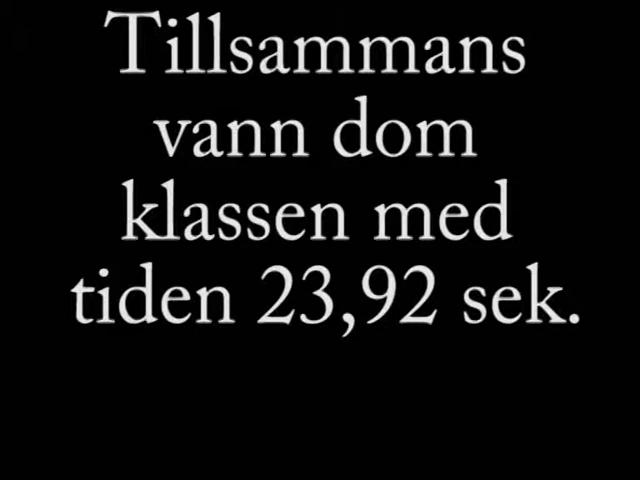 Tillsammans
vann dom
klassen med
tiden 23,92 sek.